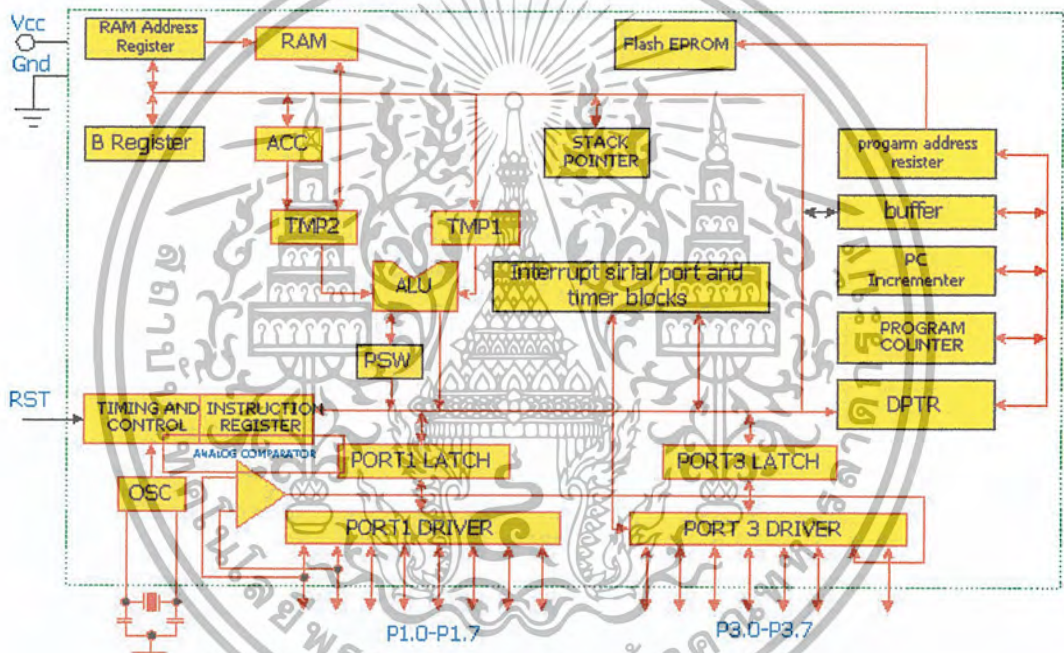 Vcc
Gnd
RAM Address
Register
RAM
Flash EPROM
B Register
ACC
STACK
POINTER
progarm address
resister
TMP2
TMP1
buffer
ALU
Interrupt sirial port and
timer blocks
PC
Incrementer
PSW
PROGRAM
COUNTER
RST
TIMING AND
CONTROL
INSTRUCTION
REGISTER
DPTR
ANALOG COMPARATOR
PORT1 LATCH
PORT3 LATCH
OSC
PORT1 DRIVER
PORT 3 DRIVER
P1.0-P1.7
P3.0-P3.7